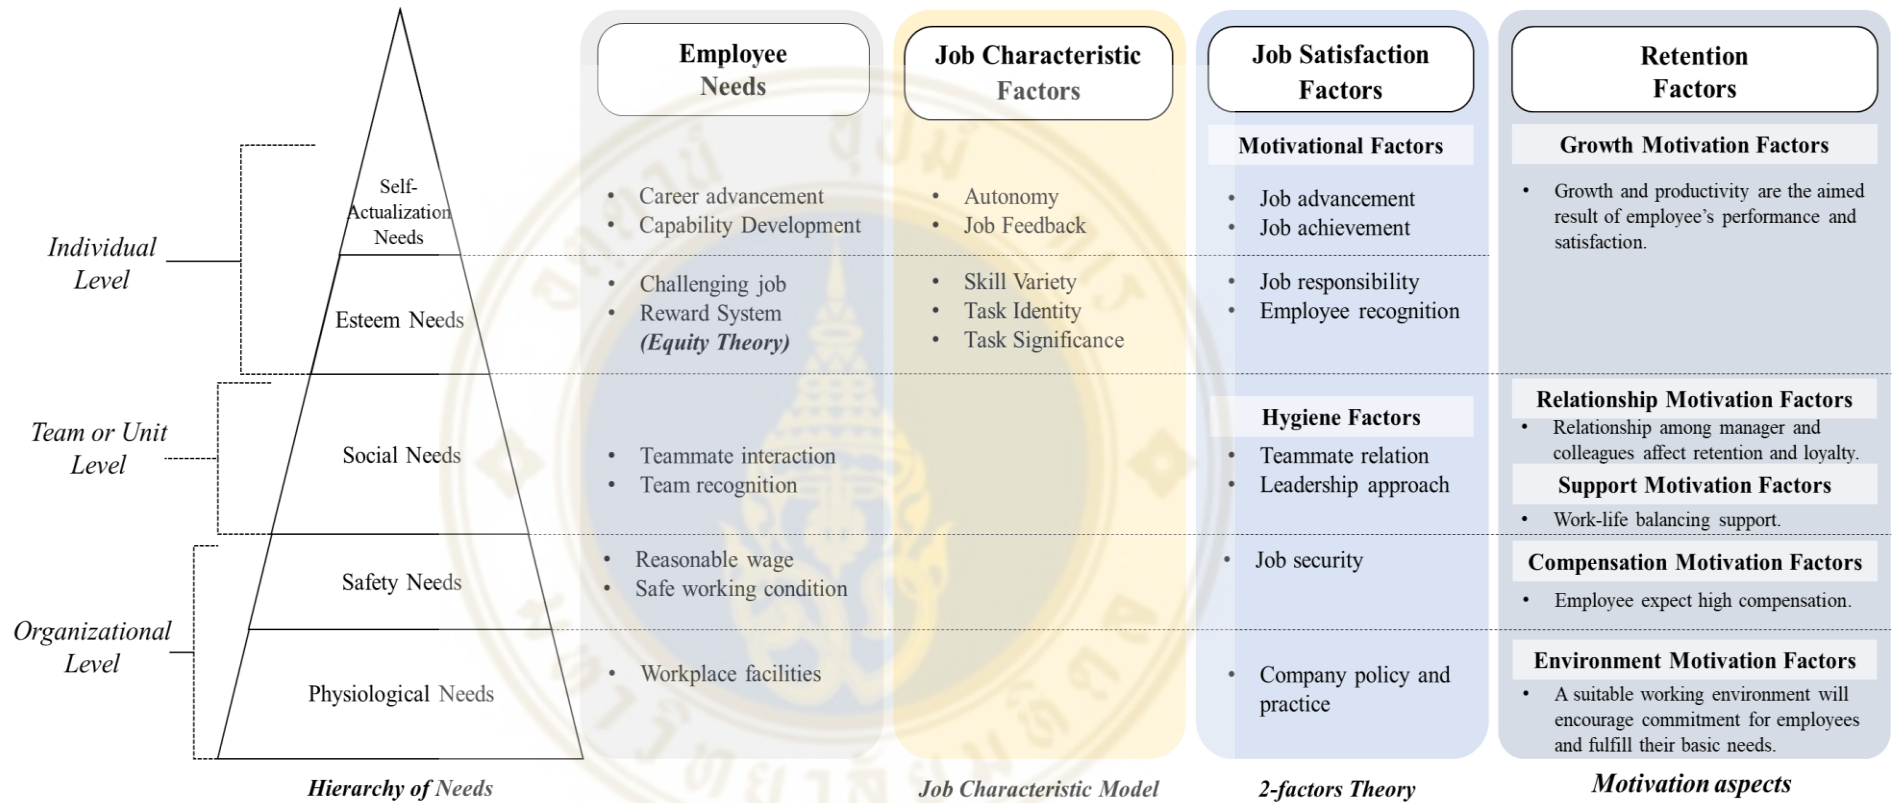 Employee
Needs
Job Characteristic
Factors
Job Satisfaction
Factors
Retention
Factors
Individual
Level
Team or Unit
Level
Organizational
Level
Self-
Actualization
Needs
Esteem Needs
Social Needs
Safety Needs
Physiological Needs
Hierarchy of Needs
• Career advancement
• Capability Development
• Challenging job
• Reward System
(Equity Theory)
• Teammate interaction
• Team recognition
• Reasonable wage
• Safe working condition
• Workplace facilities
• Autonomy
• Job Feedback
• Skill Variety
• Task Identity
• Task Significance
Job Characteristic Model
Motivational Factors
• Job advancement
• Job achievement
• Job responsibility
• Employee recognition
Hygiene Factors
• Teammate relation
• Leadership approach
• Job security
• Company policy and
practice
2-factors Theory
Growth Motivation Factors
• Growth and productivity are the aimed
result of employee’s performance and
satisfaction.
Relationship Motivation Factors
• Relationship among manager and
colleagues affect retention and loyalty.
Support Motivation Factors
• Work-life balancing support.
Compensation Motivation Factors
• Employee expect high compensation.
Environment Motivation Factors
• A suitable working environment will
encourage commitment for employees
and fulfill their basic needs.
Motivation aspects